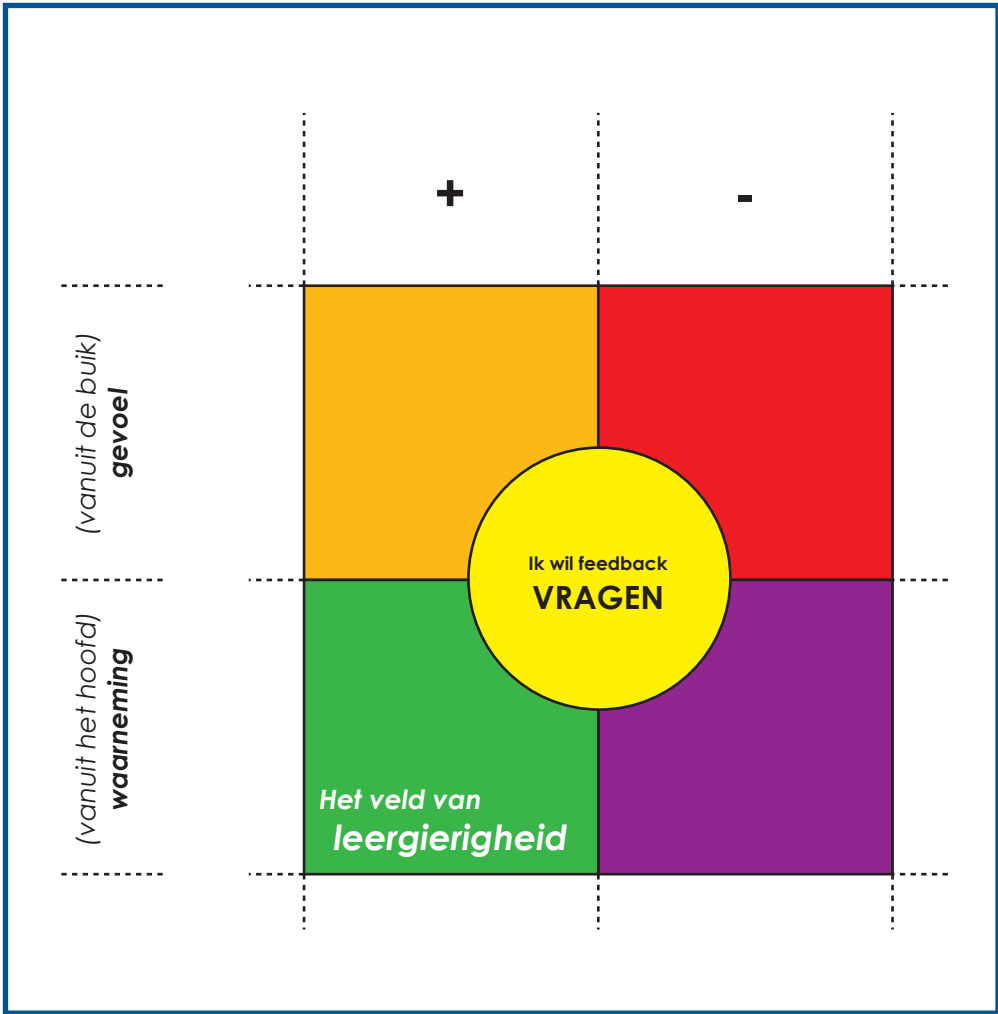 +
-
(vanuit de buik)
gevoel
Ik wil feedback
VRAGEN
(vanuit het hoofd)
waarneming
Het veld van
leergierigheid